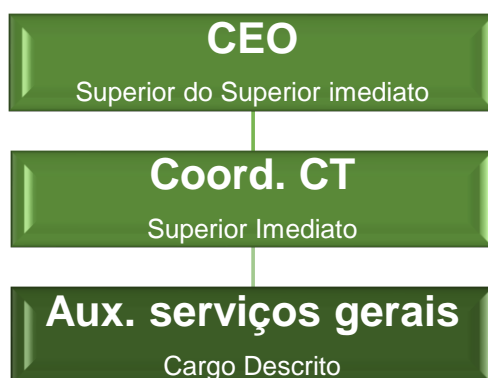 CEO
Superior do Superior imediato
Coord. CT
Superior Imediato
Aux. serviços gerais
Cargo Descrito